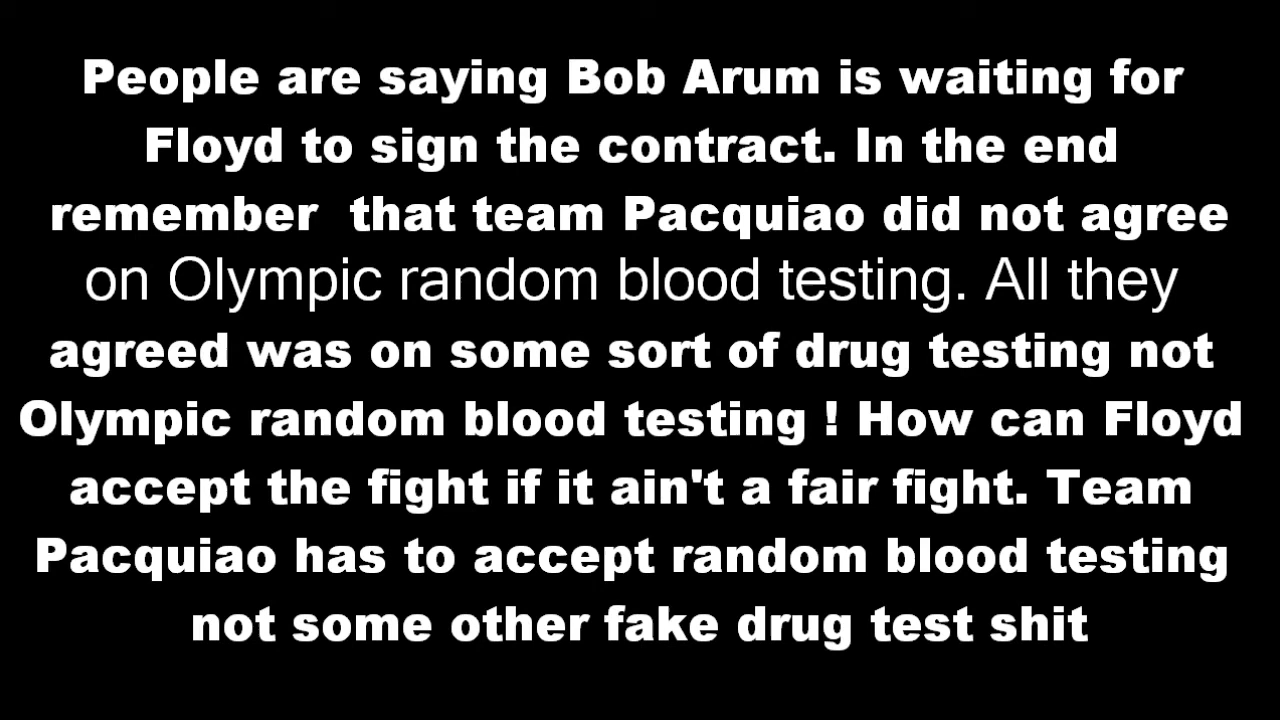 People are saying Bob Arum is waiting for
Floyd to sign the contract. In the end
remember  that team Pacquiao did not agree
on Olympic random blood testing. All they
agreed was on some sort of drug testing not
Olympic random blood testing ! How can Floyd
accept the fight if it ain't a fair fight. Team
Pacquiao has to accept random blood testing
not some other fake drug test shit